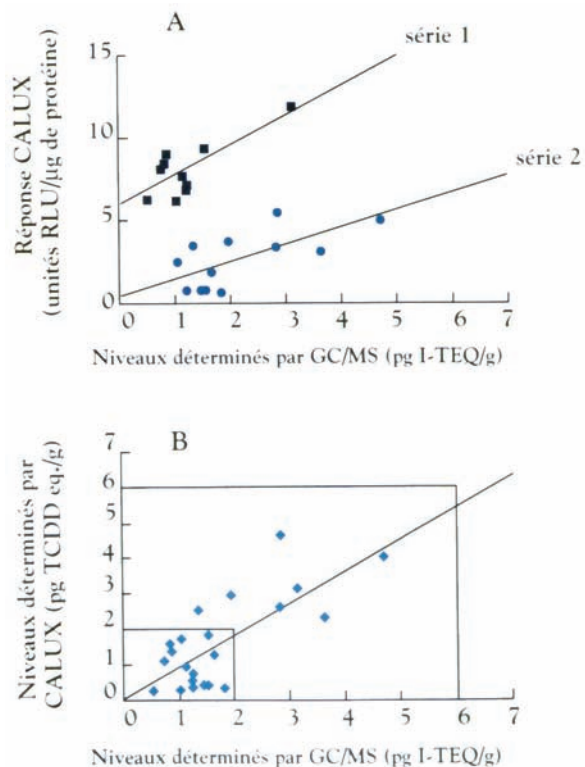 A
série 1
série 2
Réponse CALUX
(unités RLU/µg de protéine)
15
10
5
0
0 1 2 3 4 5 6 7
Niveaux déterminés par GC/MS (pg I-TEQ/g)
B
Niveaux déterminés par
CALUX (pg TCDD eq./g)
7
6
5
4
3
2
1
0
0 1 2 3 4 5 6 7
Niveaux déterminés par GC/MS (pg I-TEQ/g)